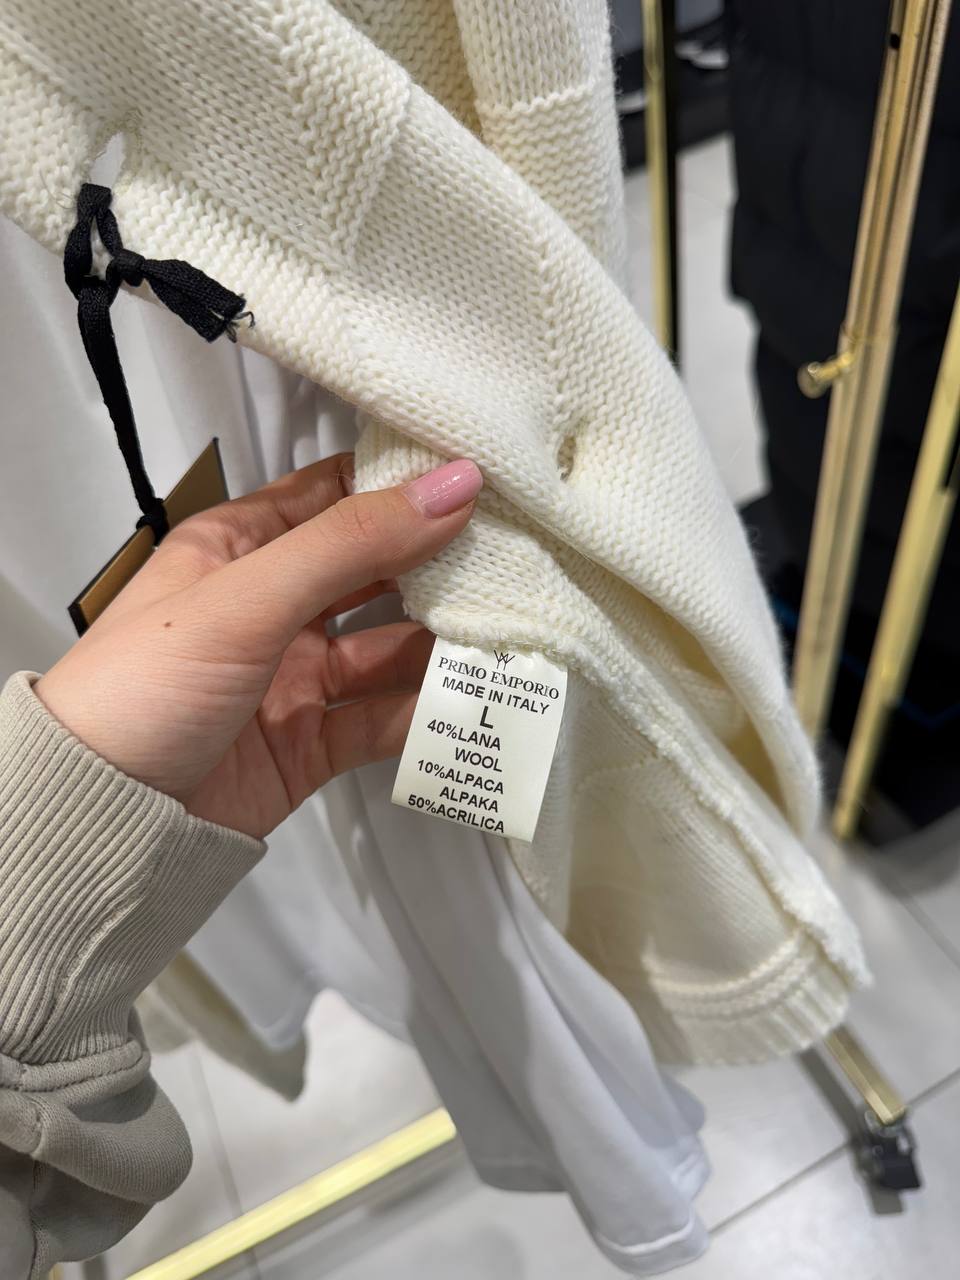 PRIMO EMPORIO
MADE IN ITALY
L
40%LANA
WOOL
10%ALPACA
ALPAKA
50%ACRILICA